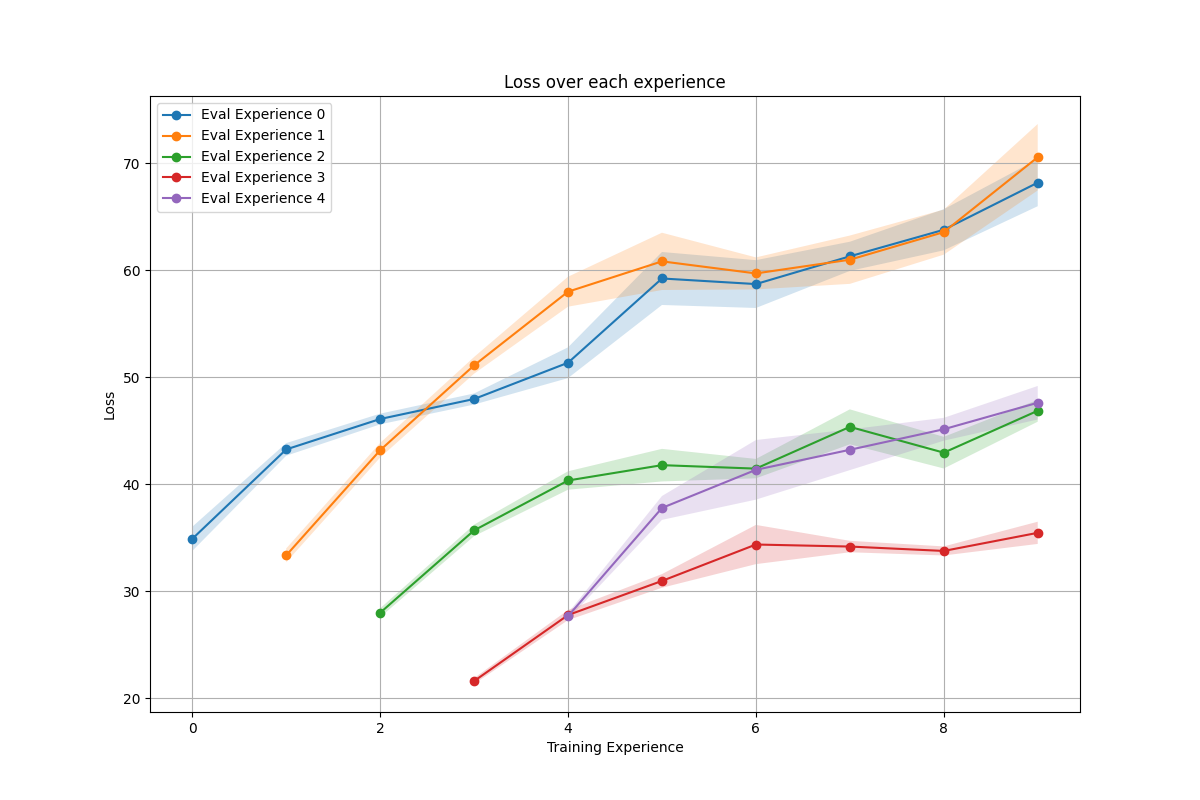 Loss over each experience
Eval Experience 0
Eval Experience 1
Eval Experience 2
Eval Experience 3
Eval Experience 4
70
60
50
40
30
20
Loss
0 2 4 6 8
Training Experience